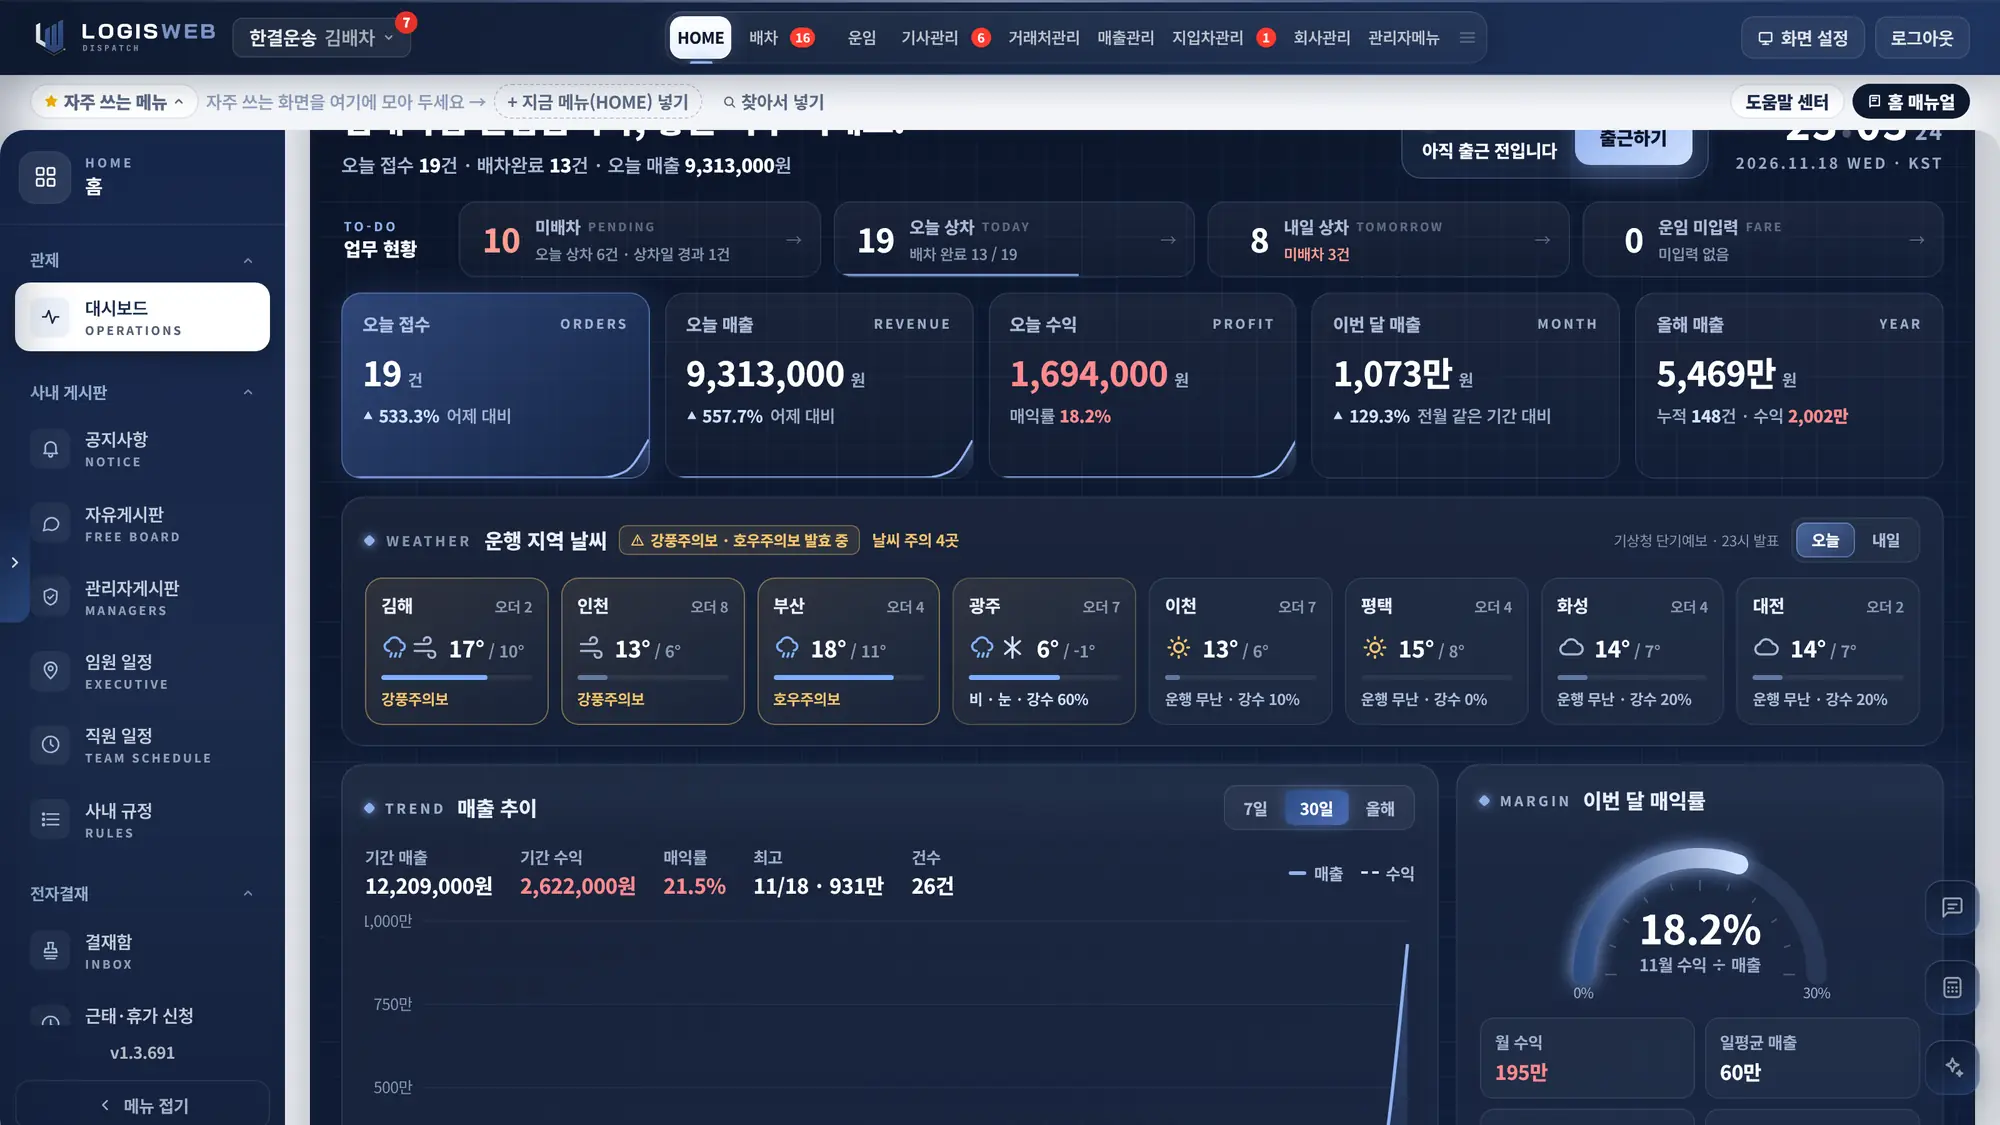 LOGISWEB
DISPATCH
한결운송 김배차
7
HOME
배차 16
운임
기사관리 6
거래처관리
매출관리
지입차관리 1
회사관리
관리자메뉴
화면 설정
로그아웃
자주 쓰는 메뉴
자주 쓰는 화면을 여기에 모아 두세요 →
+ 지금 메뉴(HOME) 넣기
찾아서 넣기
도움말 센터
홈 매뉴얼
HOME
홈
관제
대시보드
OPERATIONS
사내 게시판
공지사항
NOTICE
자유게시판
FREE BOARD
관리자게시판
MANAGERS
임원 일정
EXECUTIVE
직원 일정
TEAM SCHEDULE
사내 규정
RULES
전자결재
결재함
INBOX
근태·휴가 신청
v1.3.691
메뉴 접기
오늘 접수 19건 · 배차완료 13건 · 오늘 매출 9,313,000원
아직 출근 전입니다
출근하기
2026.11.18 WED · KST
TO-DO
업무 현황
10 미배차 PENDING
오늘 상차 6건 · 상차일 경과 1건
19 오늘 상차 TODAY
배차 완료 13 / 19
8 내일 상차 TOMORROW
미배차 3건
0 운임 미입력 FARE
미입력 없음
오늘 접수 ORDERS
19 건
▲ 533.3% 어제 대비
오늘 매출 REVENUE
9,313,000 원
▲ 557.7% 어제 대비
오늘 수익 PROFIT
1,694,000 원
매익률 18.2%
이번 달 매출 MONTH
1,073만 원
▲ 129.3% 전월 같은 기간 대비
올해 매출 YEAR
5,469만 원
누적 148건 · 수익 2,002만
WEATHER 운행 지역 날씨
강풍주의보 · 호우주의보 발효 중
날씨 주의 4곳
기상청 단기예보 · 23시 발표
오늘
내일
김해 오더 2
17° / 10°
강풍주의보
인천 오더 8
13° / 6°
강풍주의보
부산 오더 4
18° / 11°
호우주의보
광주 오더 7
6° / -1°
비 · 눈 · 강수 60%
이천 오더 7
13° / 6°
운행 무난 · 강수 10%
평택 오더 4
15° / 8°
운행 무난 · 강수 0%
화성 오더 4
14° / 7°
운행 무난 · 강수 20%
대전 오더 2
14° / 7°
운행 무난 · 강수 20%
TREND 매출 추이
7일
30일
올해
기간 매출
12,209,000원
기간 수익
2,622,000원
매익률
21.5%
최고
11/18 · 931만
건수
26건
매출
수익
1,000만
750만
500만
MARGIN 이번 달 매익률
18.2%
11월 수익 ÷ 매출
0%
30%
월 수익
195만
일평균 매출
60만